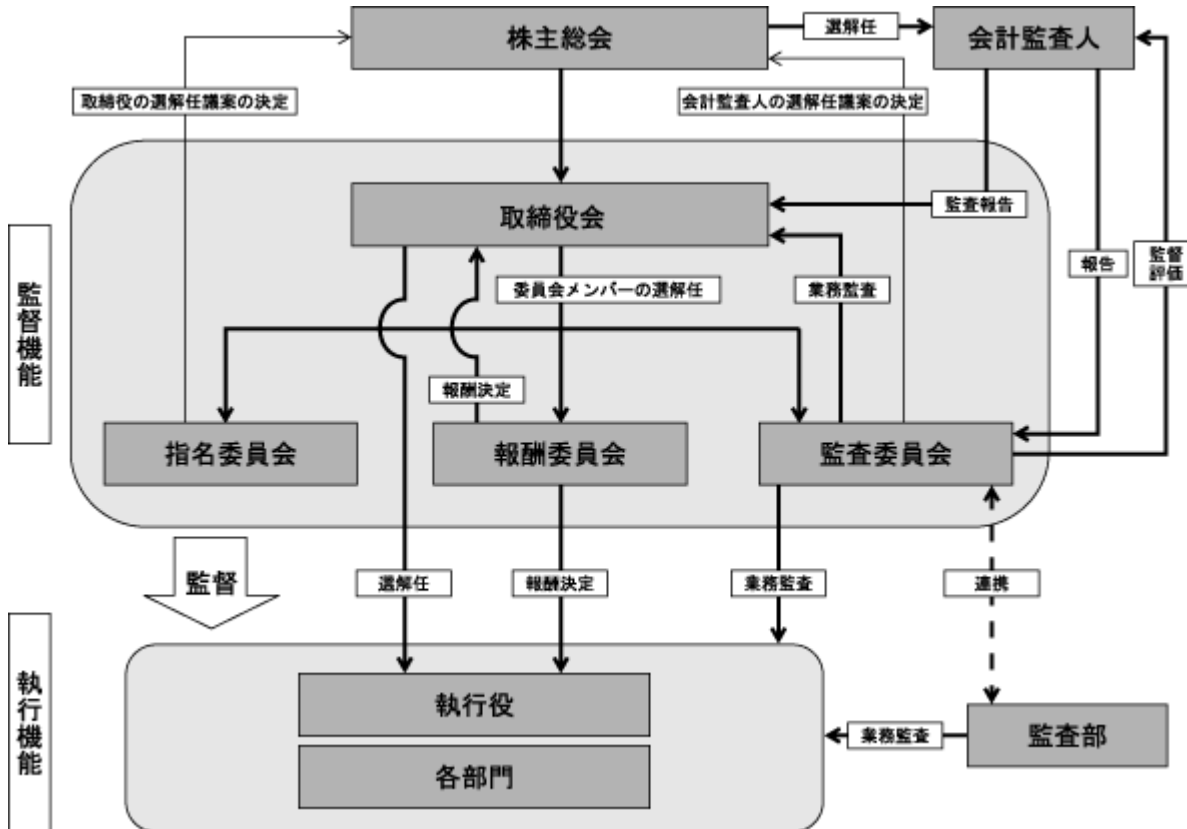 株主総会
選解任
会計監査人
取締役の選解任議案の決定
会計監査人の選解任議案の決定
取締役会
監査報告
監督機能
委員会メンバーの選解任
業務監査
報告
監督
評価
報酬決定
指名委員会
報酬委員会
監査委員会
監督
選解任
報酬決定
業務監査
連携
執行機能
執行役
業務監査
監査部
各部門